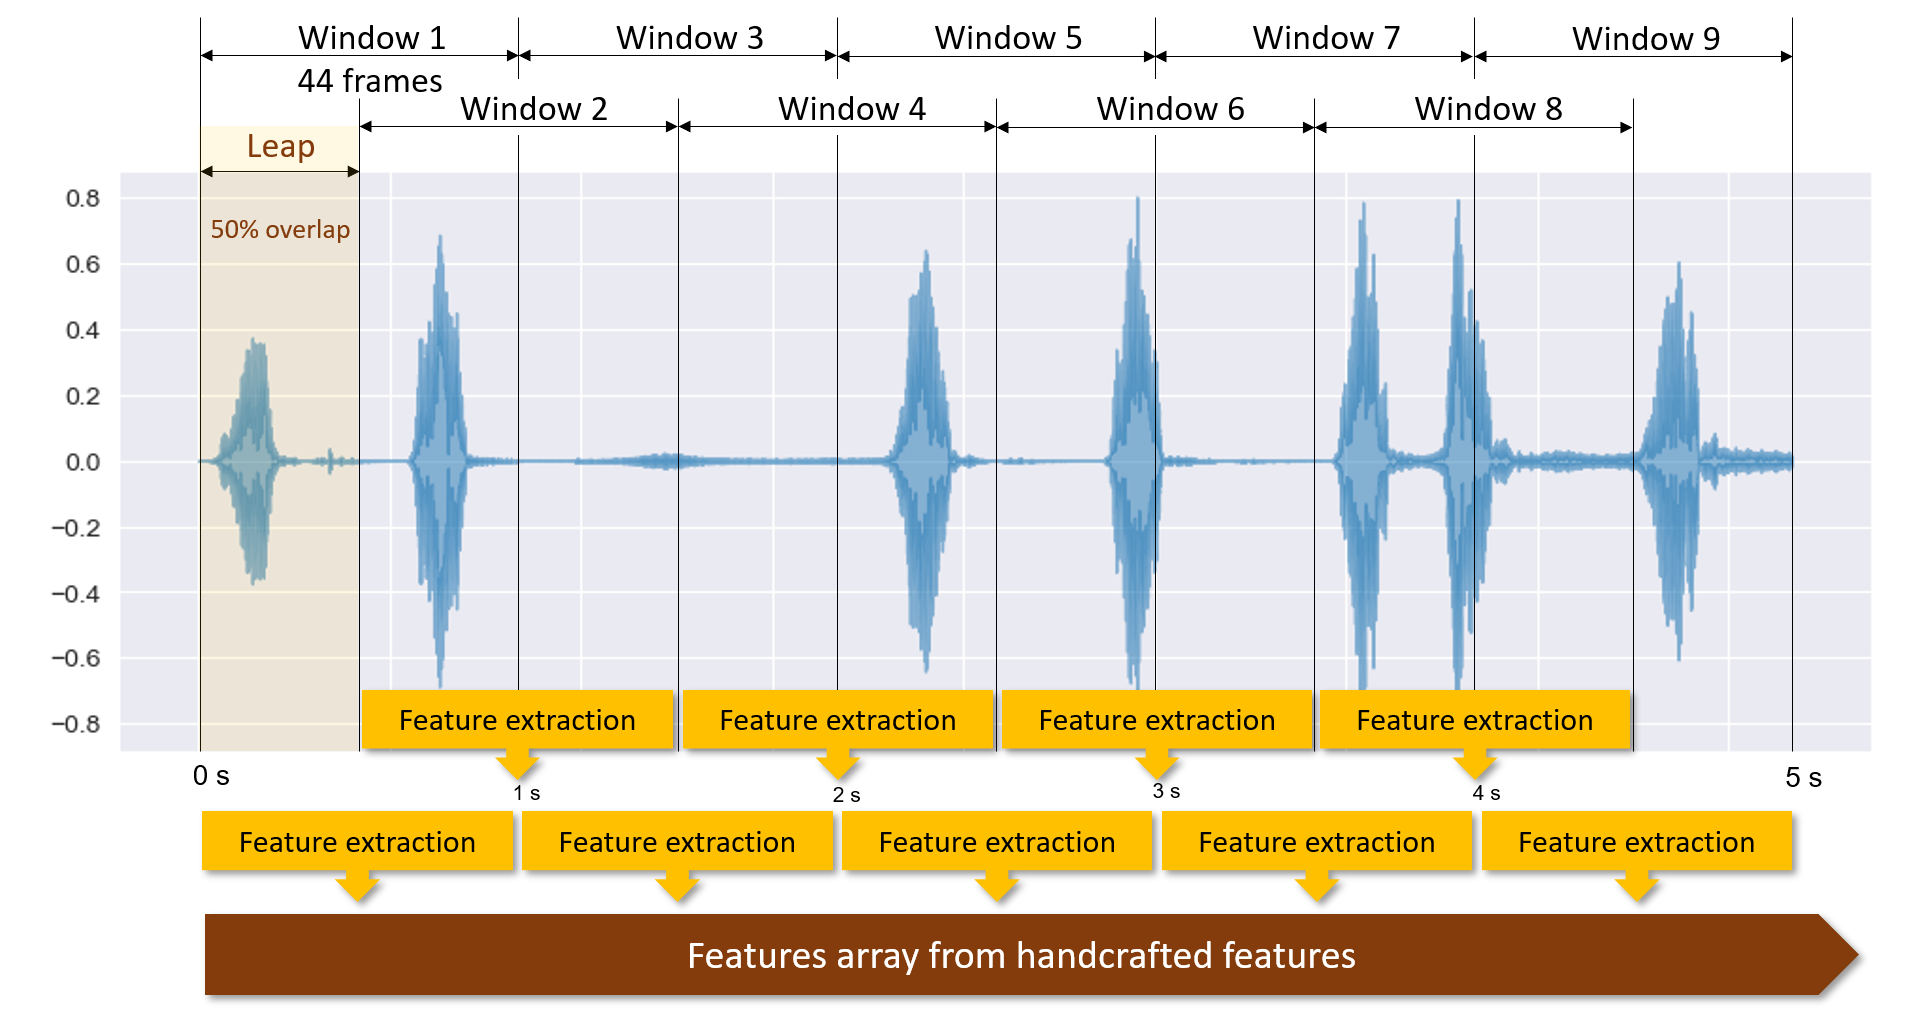 Window 1
Window 3
Window 5
Window 7
Window 9
44 frames
Window 2
Window 4
Window 6
Window 8
Leap
50% overlap
0.8
0.6
0.4
0.2
0.0
−0.2
−0.4
−0.6
−0.8
Feature extraction
Feature extraction
Feature extraction
Feature extraction
0 s
1 s
2 s
3 s
4 s
5 s
Feature extraction
Feature extraction
Feature extraction
Feature extraction
Feature extraction
Features array from handcrafted features